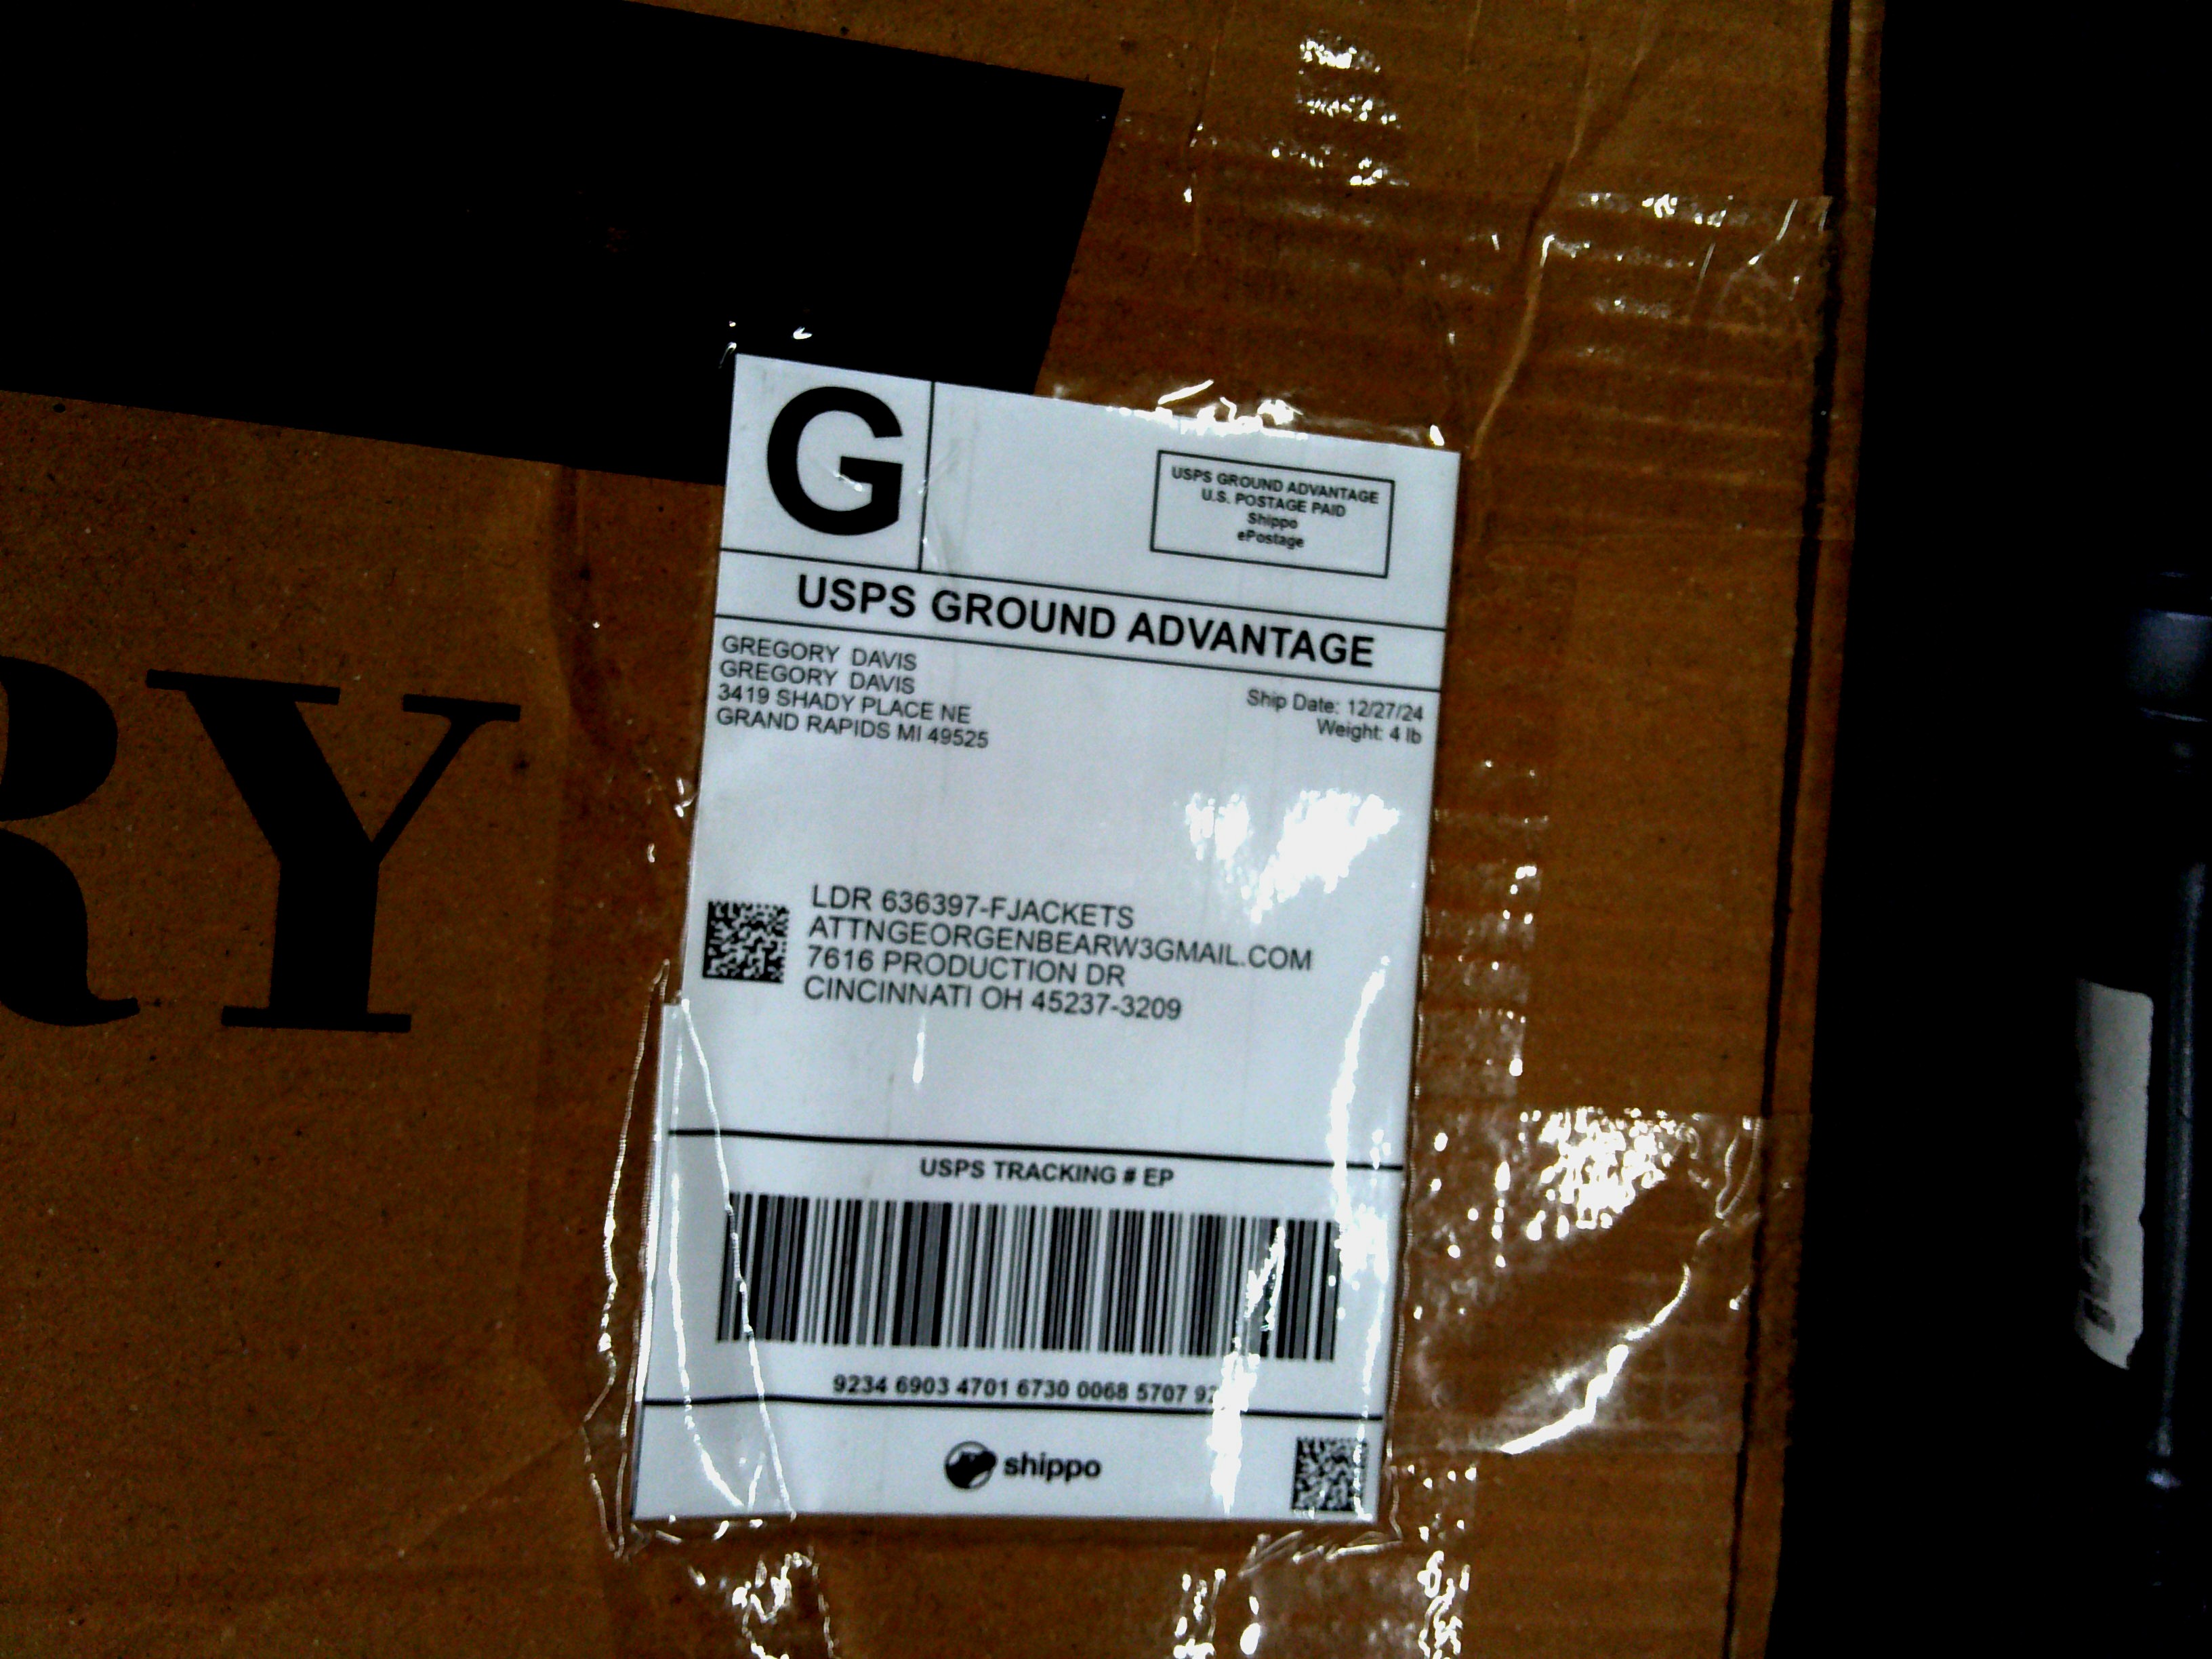 G
USPS GROUND ADVANTAGE
U.S. POSTAGE PAID
Shippo
ePostage
USPS GROUND ADVANTAGE
GREGORY DAVIS
GREGORY DAVIS
3419 SHADY PLACE NE
GRAND RAPIDS MI 49525
Ship Date: 12/27/24
Weight: 4 lb
RY
LDR 636397-FJACKETS
ATTNGEORGENBEARW3GMAIL.COM
7616 PRODUCTION DR
CINCINNATI OH 45237-3209
USPS TRACKING # EP
9234 6903 4701 6730 0068 5707
shippo